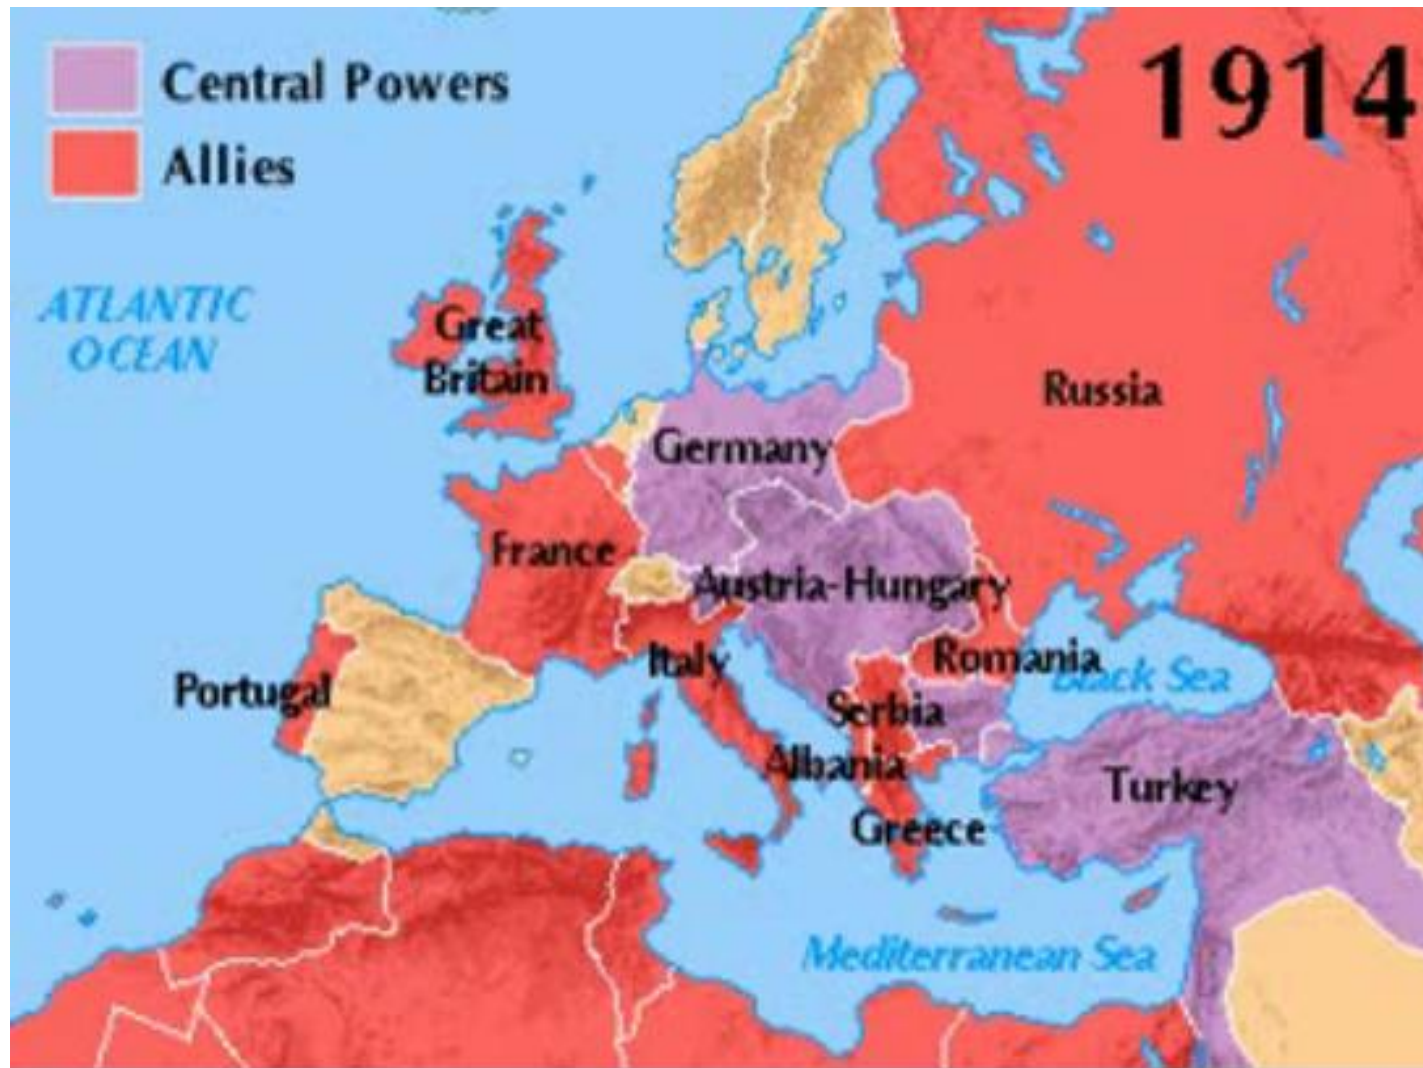 Central Powers
Allies
1914
ATLANTIC
OCEAN
Great
Britain
Russia
Germany
France
Austria-Hungary
Italy
Romania
Black Sea
Portugal
Serbia
Albania
Turkey
Greece
Mediterranean Sea